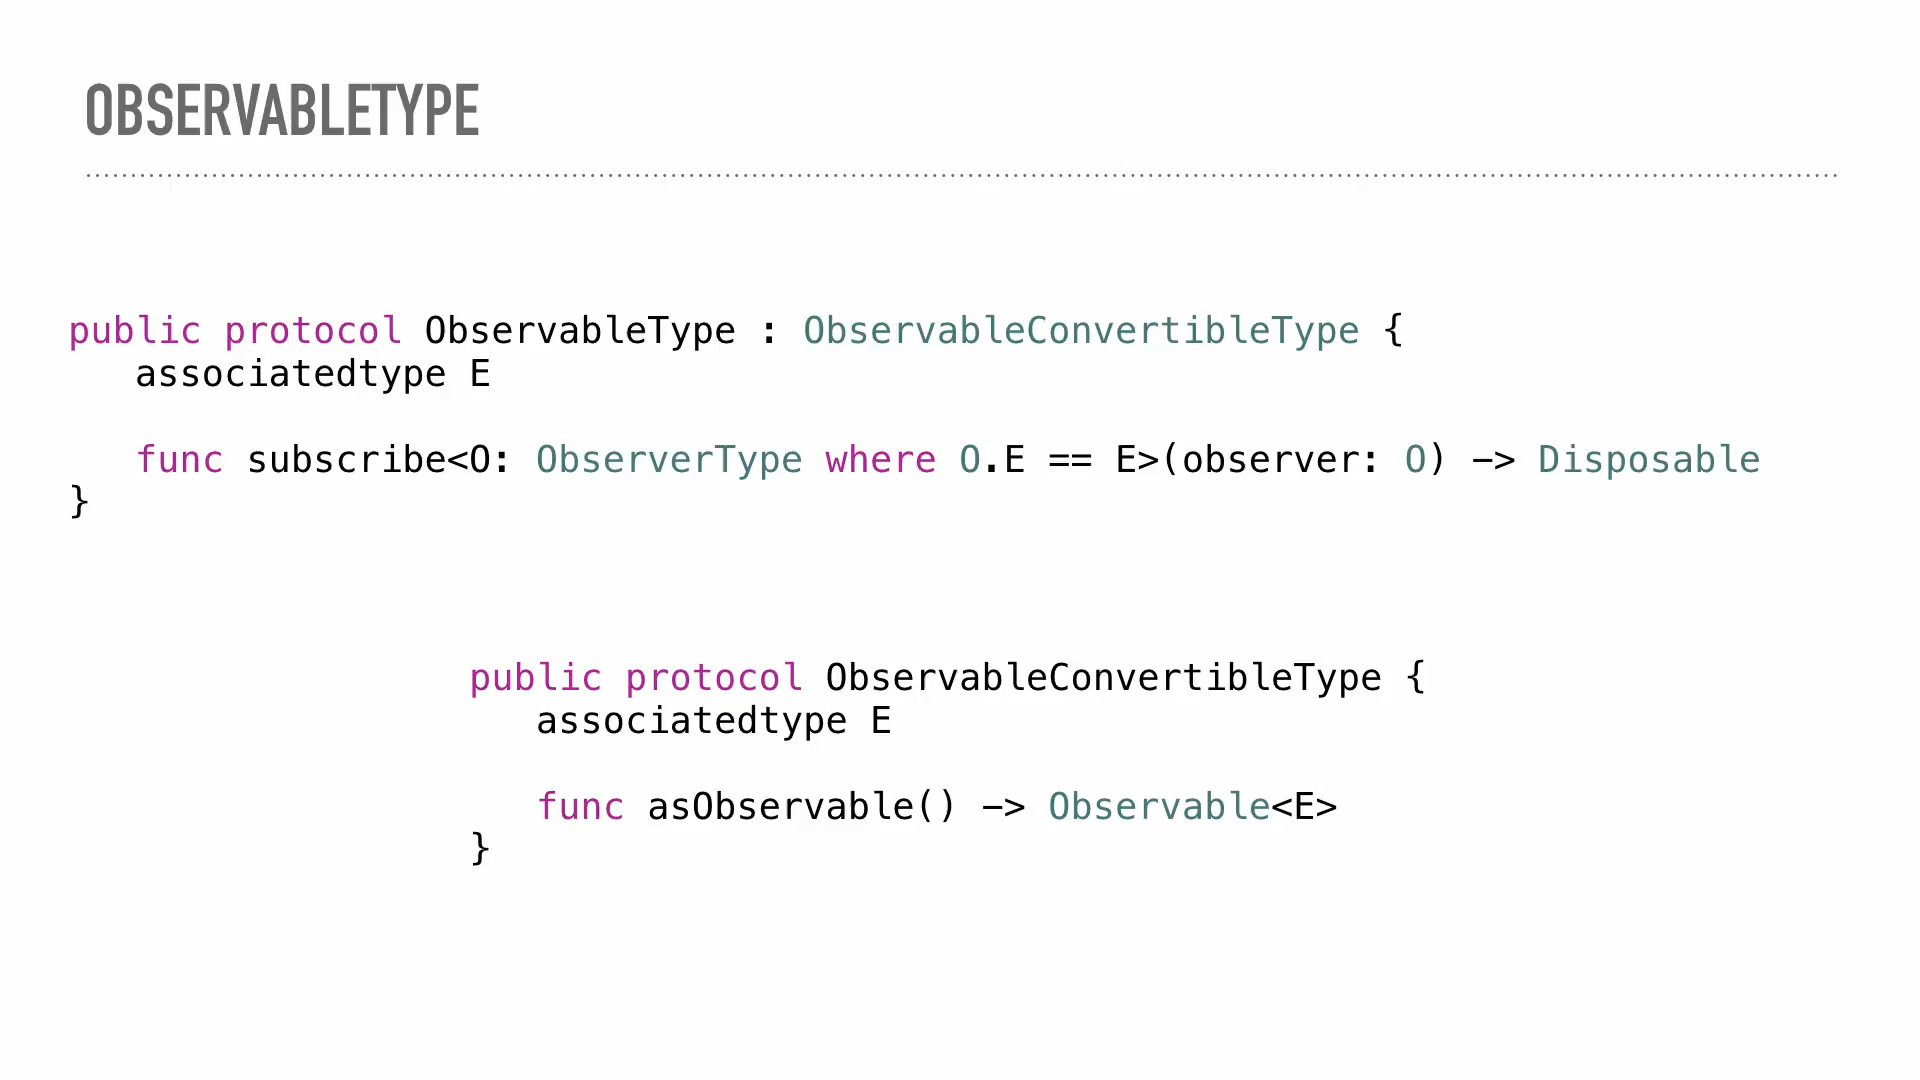 OBSERVABLETYPE
public protocol ObservableType : ObservableConvertibleType {
associatedtype E
func subscribe<O: ObserverType where O.E == E>(observer: O) -> Disposable
}
public protocol ObservableConvertibleType {
associatedtype E
func asObservable() -> Observable<E>
}